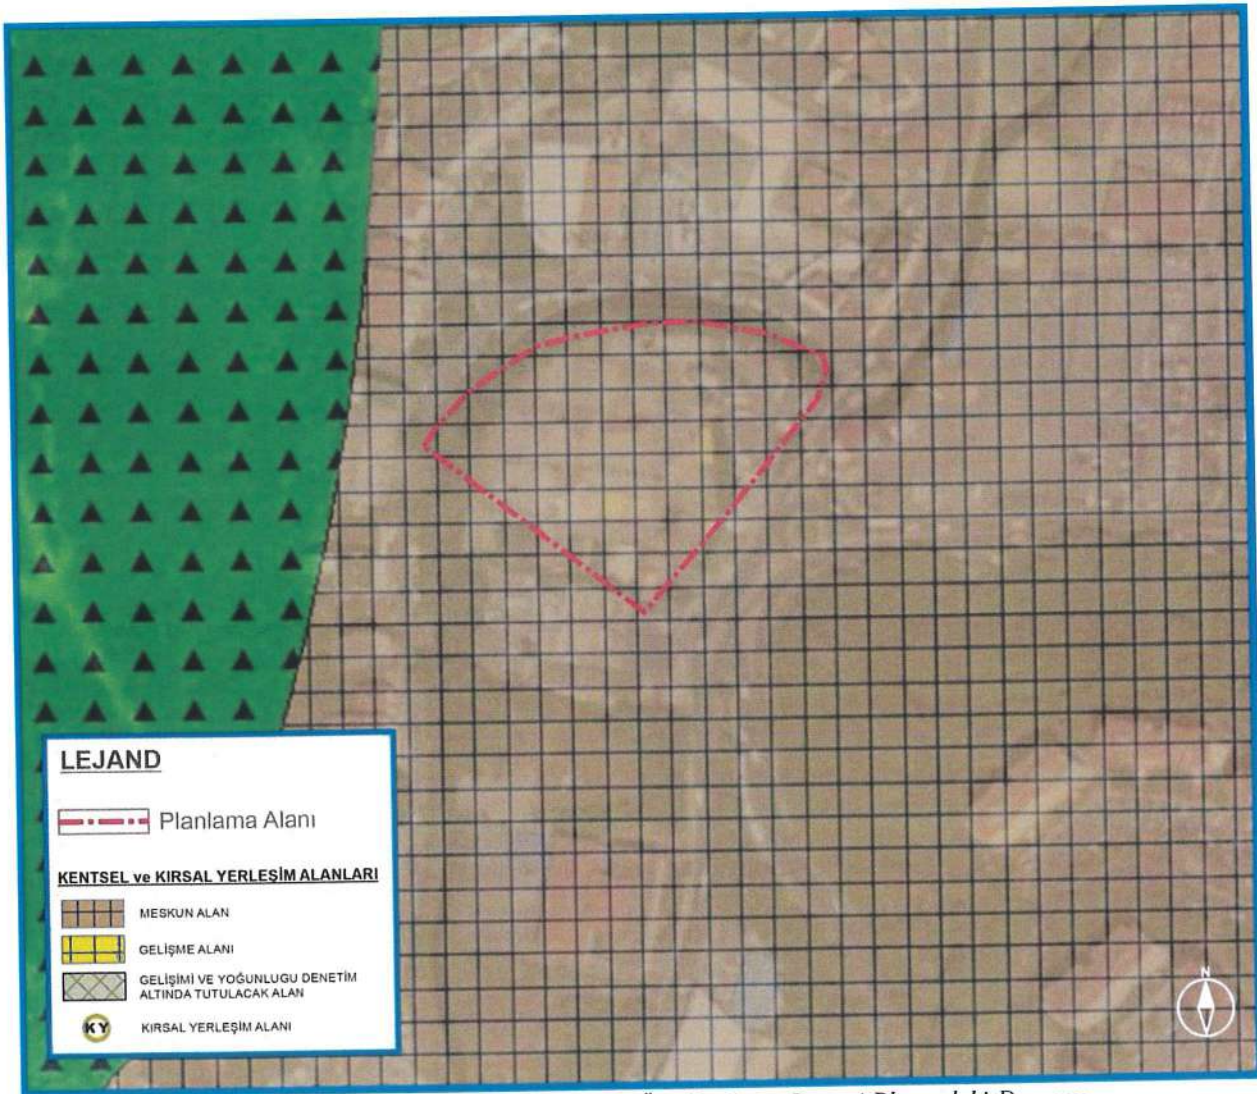 LEJAND
Planlama Alanı
KENTSEL ve KIRSAL YERLEŞİM ALANLARI
MESKUN ALAN
GELİŞME ALANI
GELİŞİMİ VE YOĞUNLUGU DENETİM
ALTINDA TUTULACAK ALAN
KY
KIRSAL YERLEŞİM ALANI
N